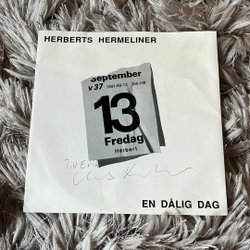 HERBERTS HERMELINER
September
v 37
13
Fredag
Herbert
EN DÅLIG DAG